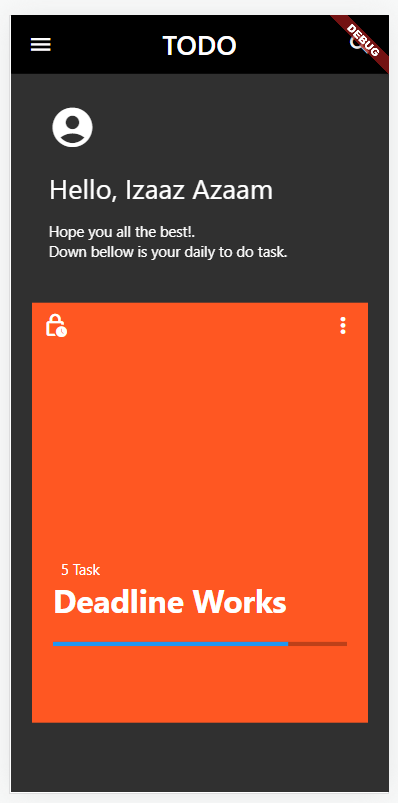 TODO
DEBUG
Hello, Izaaz Azaam
Hope you all the best!.
Down bellow is your daily to do task.
5 Task
Deadline Works